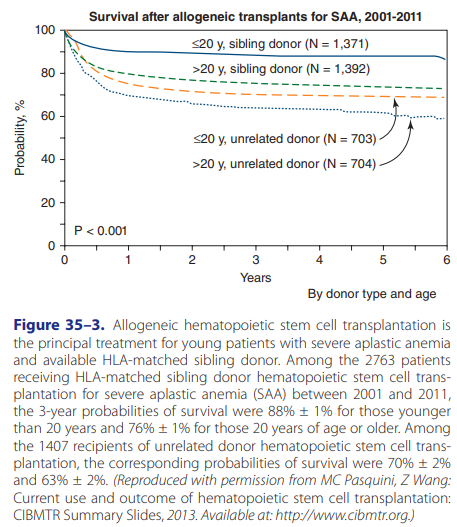 Survival after allogeneic transplants for SAA, 2001-2011
100
80
60
40
20
0
Probability, %
≤20 y, sibling donor (N = 1,371)
>20 y, sibling donor (N = 1,392)
≤20 y, unrelated donor (N = 703)
>20 y, unrelated donor (N = 704)
P < 0.001
0 1 2 3 4 5 6
Years
By donor type and age
Figure 35–3. Allogeneic hematopoietic stem cell transplantation is
the principal treatment for young patients with severe aplastic anemia
and available HLA-matched sibling donor. Among the 2763 patients
receiving HLA-matched sibling donor hematopoietic stem cell trans-
plantation for severe aplastic anemia (SAA) between 2001 and 2011,
the 3-year probabilities of survival were 88% ± 1% for those younger
than 20 years and 76% ± 1% for those 20 years of age or older. Among
the 1407 recipients of unrelated donor hematopoietic stem cell trans-
plantation, the corresponding probabilities of survival were 70% ± 2%
and 63% ± 2%. (Reproduced with permission from MC Pasquini, Z Wang:
Current use and outcome of hematopoietic stem cell transplantation:
CIBMTR Summary Slides, 2013. Available at: http://www.cibmtr.org.)